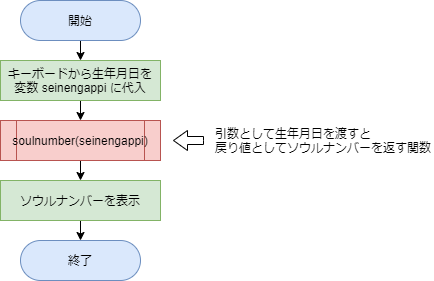 開始
キーボードから生年月日を
変数 seinengappi に代入
soulnumber(seinengappi)
引数として生年月日を渡すと
戻り値としてソウルナンバーを返す関数
ソウルナンバーを表示
終了